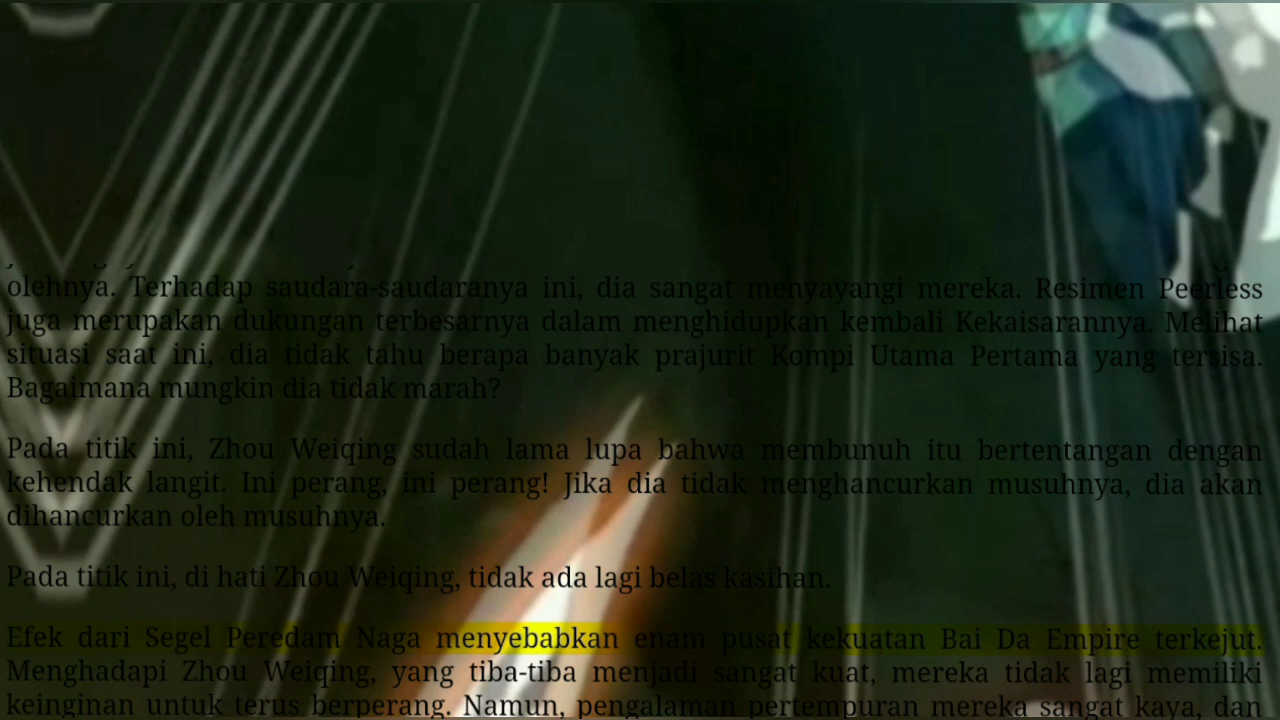 olehnya. Terhadap saudara-saudaranya ini, dia sangat menyayangi mereka. Resimen Peerless
juga merupakan dukungan terbesarnya dalam menghidupkan kembali Kekaisarannya. Melihat
situasi saat ini, dia tidak tahu berapa banyak prajurit Kompi Utama Pertama yang tersisa.
Bagaimana mungkin dia tidak marah?
Pada titik ini, Zhou Weiqing sudah lama lupa bahwa membunuh itu bertentangan dengan
kehendak langit. Ini perang, ini perang! Jika dia tidak menghancurkan musuhnya, dia akan
dihancurkan oleh musuhnya.
Pada titik ini, di hati Zhou Weiqing, tidak ada lagi belas kasihan.
Efek dari Segel Peredam Naga menyebabkan enam pusat kekuatan Bai Da Empire terkejut.
Menghadapi Zhou Weiqing, yang tiba-tiba menjadi sangat kuat, mereka tidak lagi memiliki
keinginan untuk terus berperang. Namun, pengalaman pertempuran mereka sangat kaya, dan